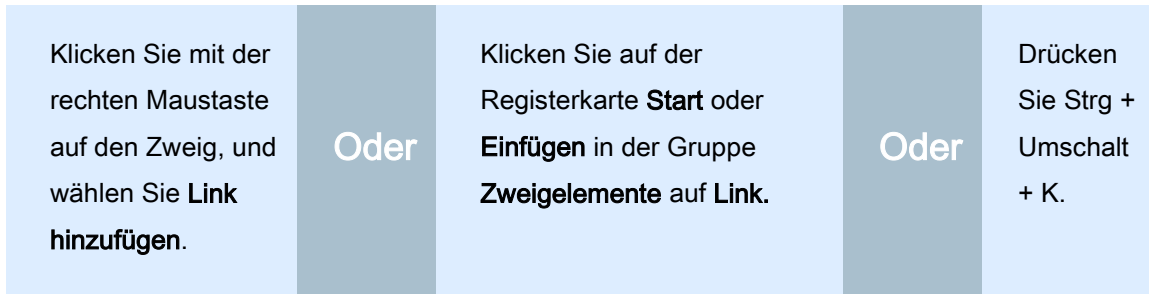 Klicken Sie mit der
rechten Maustaste
auf den Zweig, und
wählen Sie Link
hinzufügen.
Oder
Klicken Sie auf der
Registerkarte Start oder
Einfügen in der Gruppe
Zweigelemente auf Link.
Oder
Drücken
Sie Strg +
Umschalt
+ K.